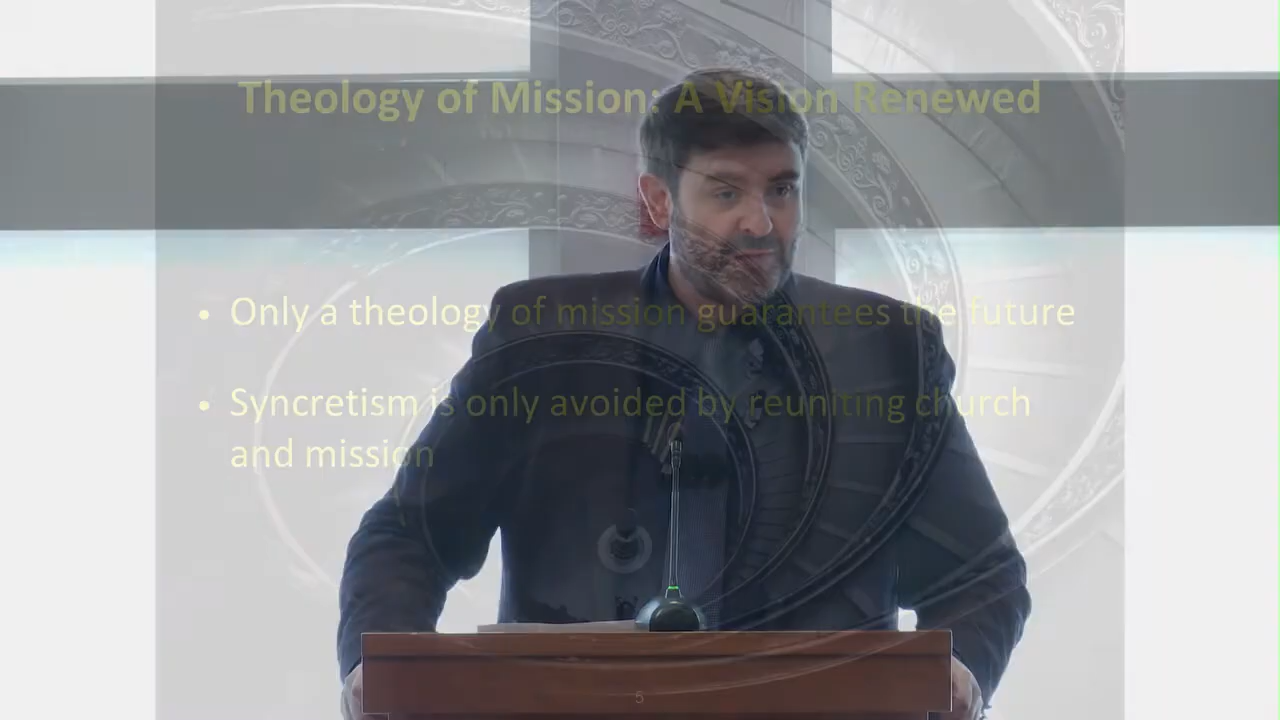 Theology of Mission: A Vision Renewed
• Only a theology of mission guarantees the future
• Syncretism is only avoided by reuniting church
and mission
5